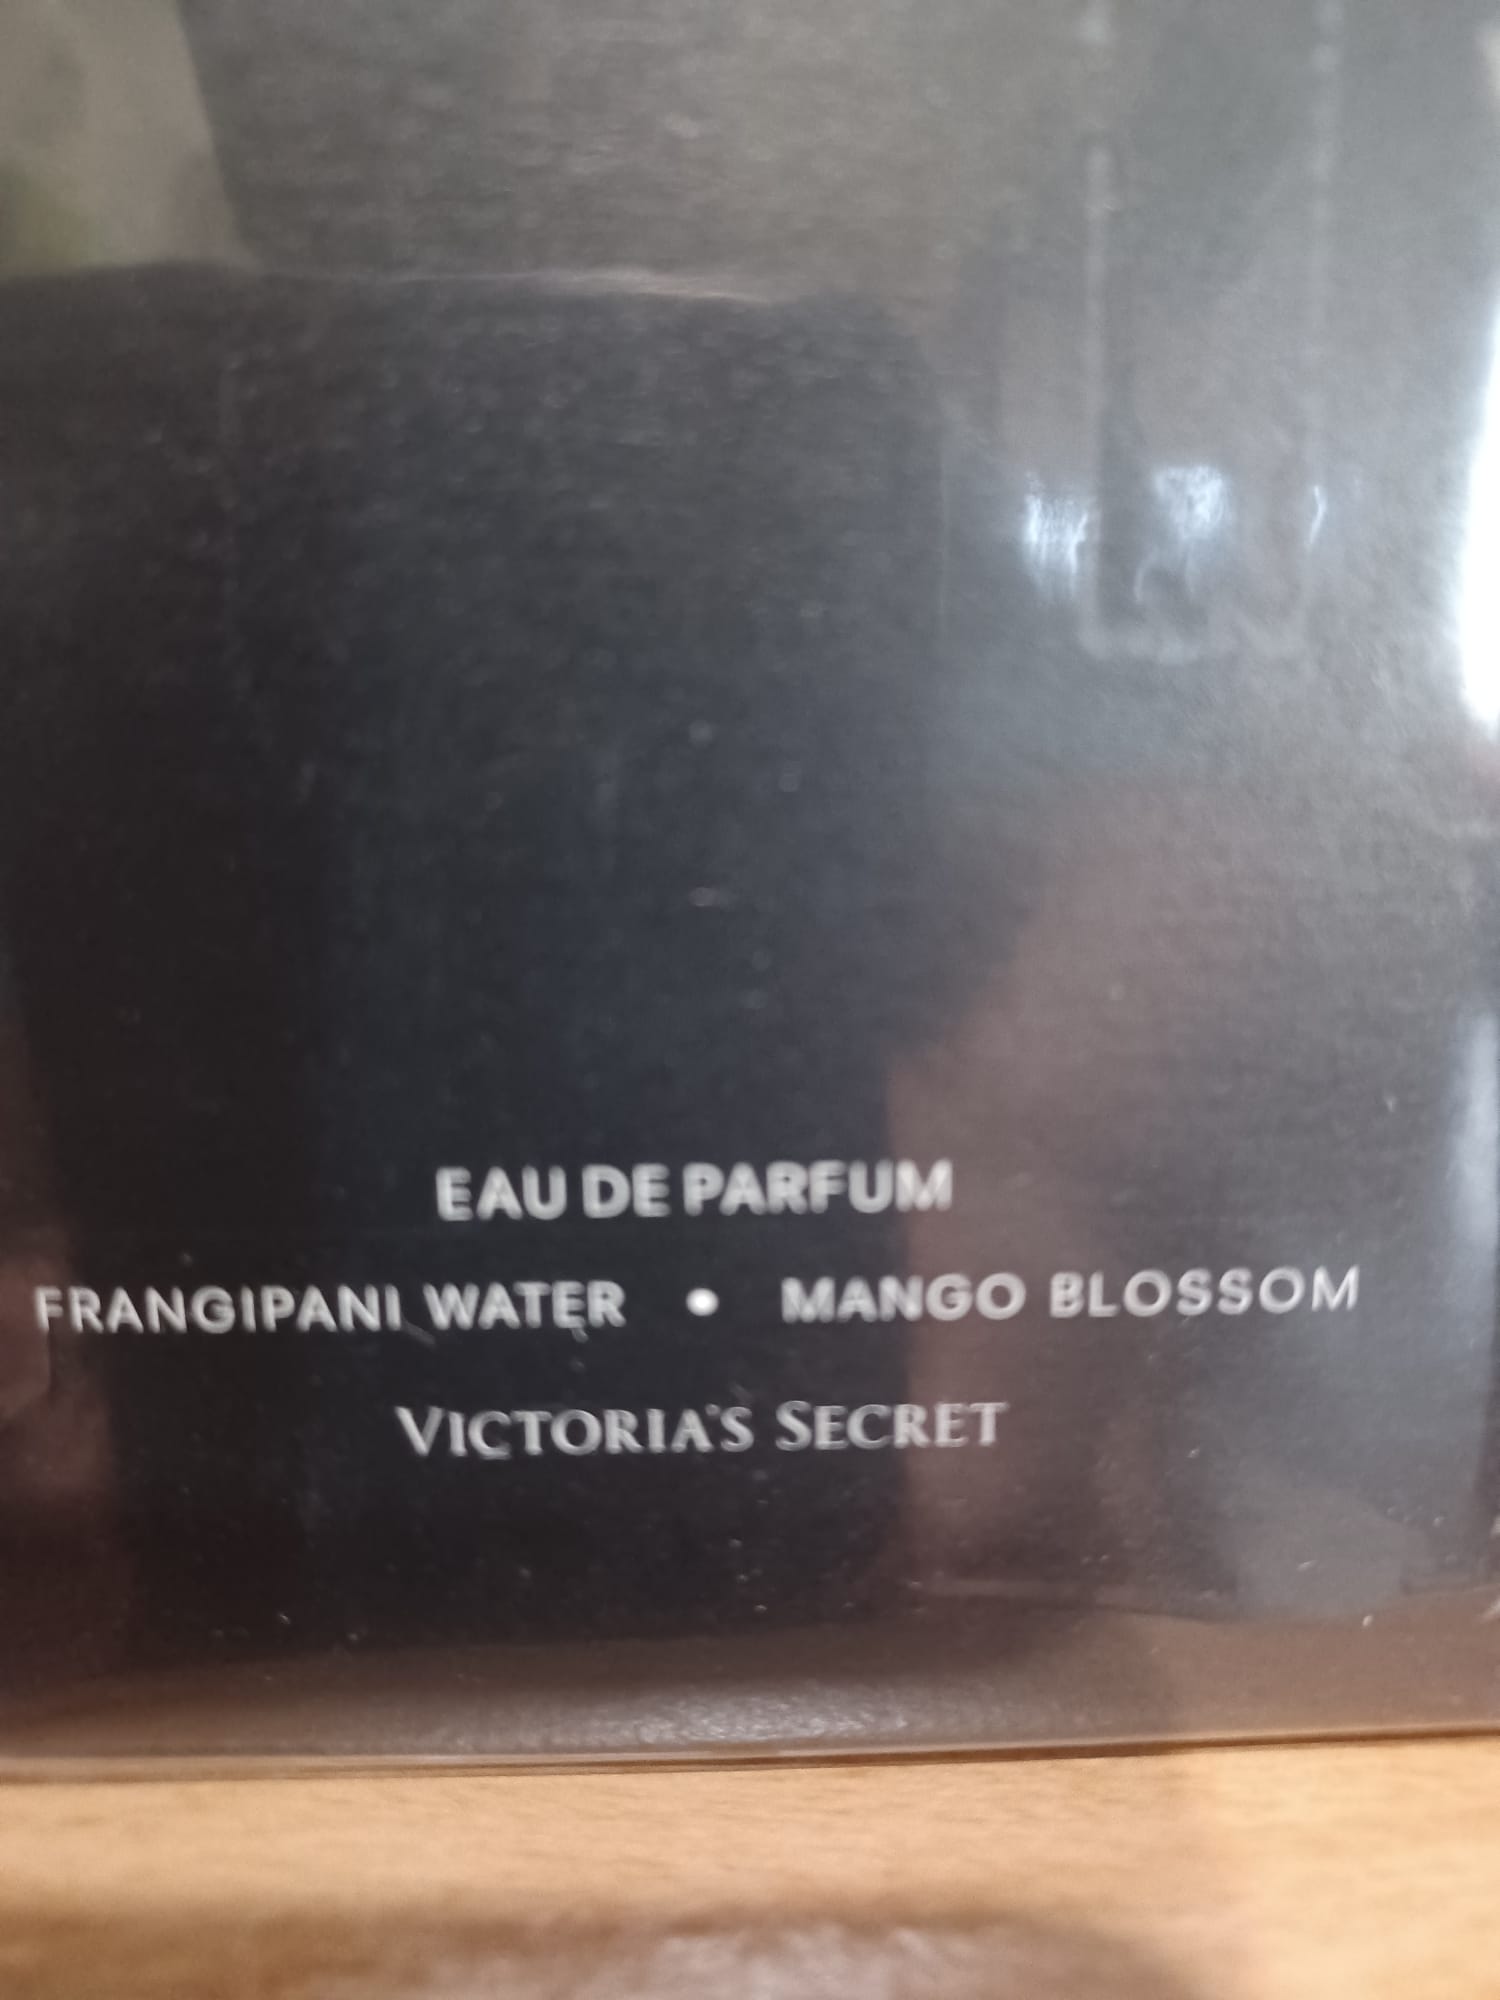 EAU DE PARFUM
FRANGIPANI WATER • MANGO BLOSSOM
VICTORIA'S SECRET